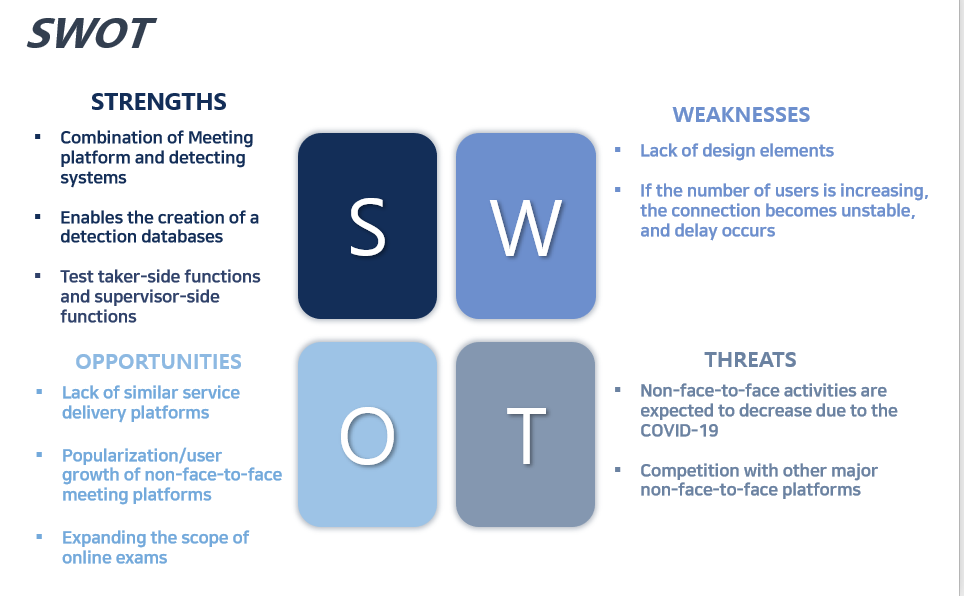 SWOT
STRENGTHS
▪ Combination of Meeting
platform and detecting
systems
▪ Enables the creation of a
detection databases
▪ Test taker-side functions
and supervisor-side
functions
S
W
WEAKNESSES
▪ Lack of design elements
▪ If the number of users is increasing,
the connection becomes unstable,
and delay occurs
OPPORTUNITIES
▪ Lack of similar service
delivery platforms
▪ Popularization/user
growth of non-face-to-face
meeting platforms
▪ Expanding the scope of
online exams
O
T
THREATS
▪ Non-face-to-face activities are
expected to decrease due to the
COVID-19
▪ Competition with other major
non-face-to-face platforms